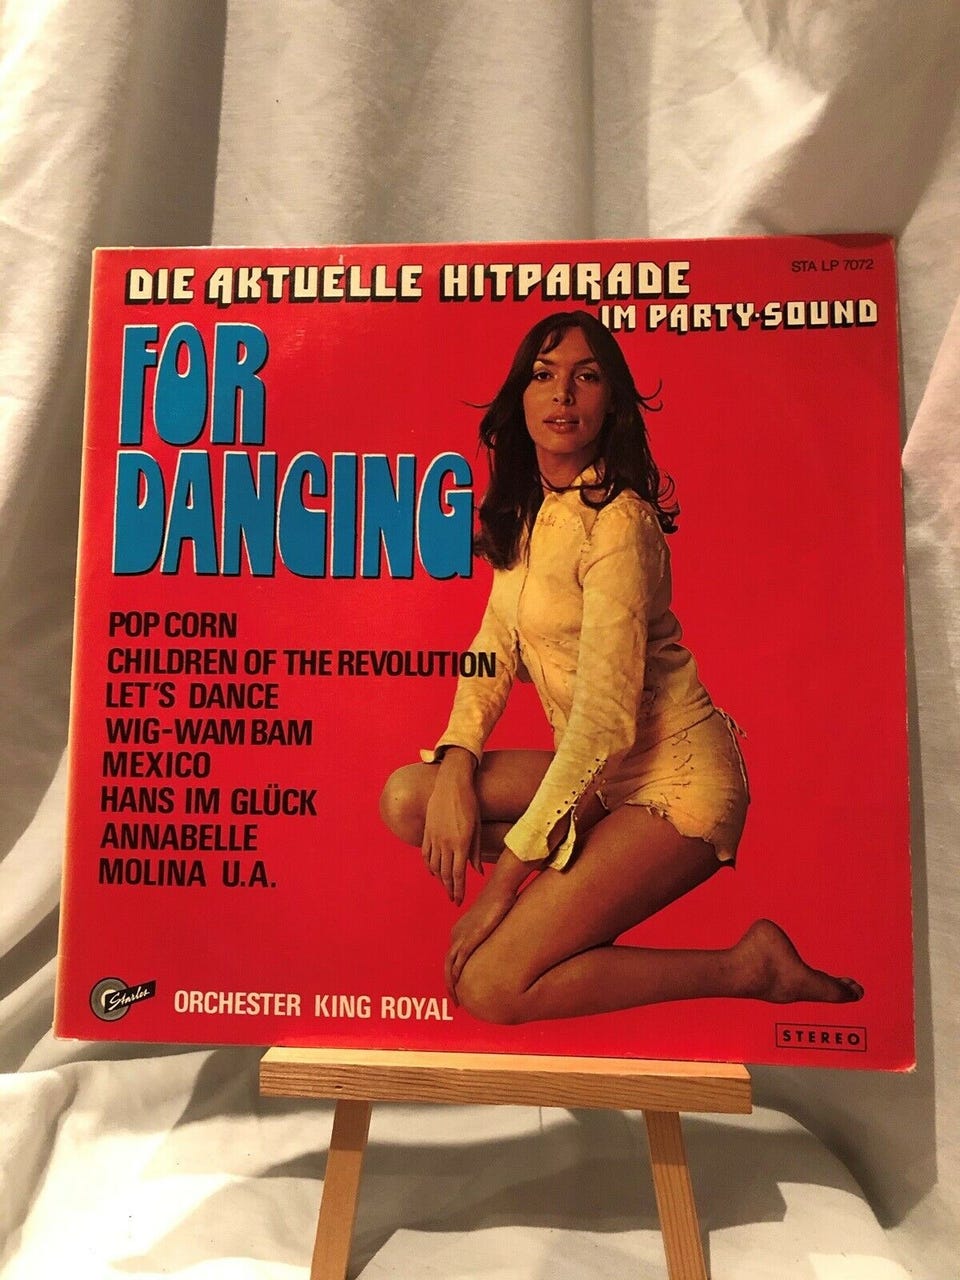 DIE AKTUELLE HITPARADE
STA LP 7072
IM PARTY-SOUND
FOR
DANCING
POP CORN
CHILDREN OF THE REVOLUTION
LET'S DANCE
WIG-WAM BAM
MEXICO
HANS IM GLÜCK
ANNABELLE
MOLINA U.A.
Starlet
ORCHESTER KING ROYAL
STEREO